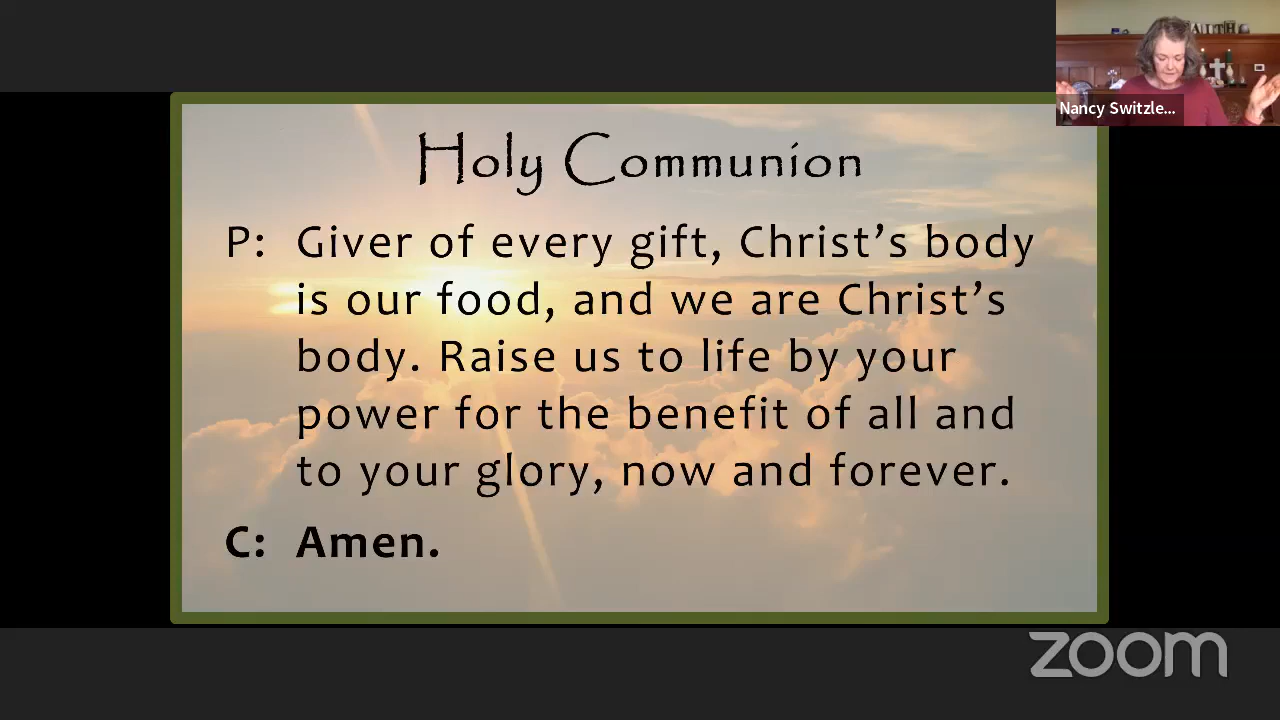 FAITH
Nancy Switzle...
Holy Communion
P: Giver of every gift, Christ’s body
is our food, and we are Christ’s
body. Raise us to life by your
power for the benefit of all and
to your glory, now and forever.
C: Amen.
zoom